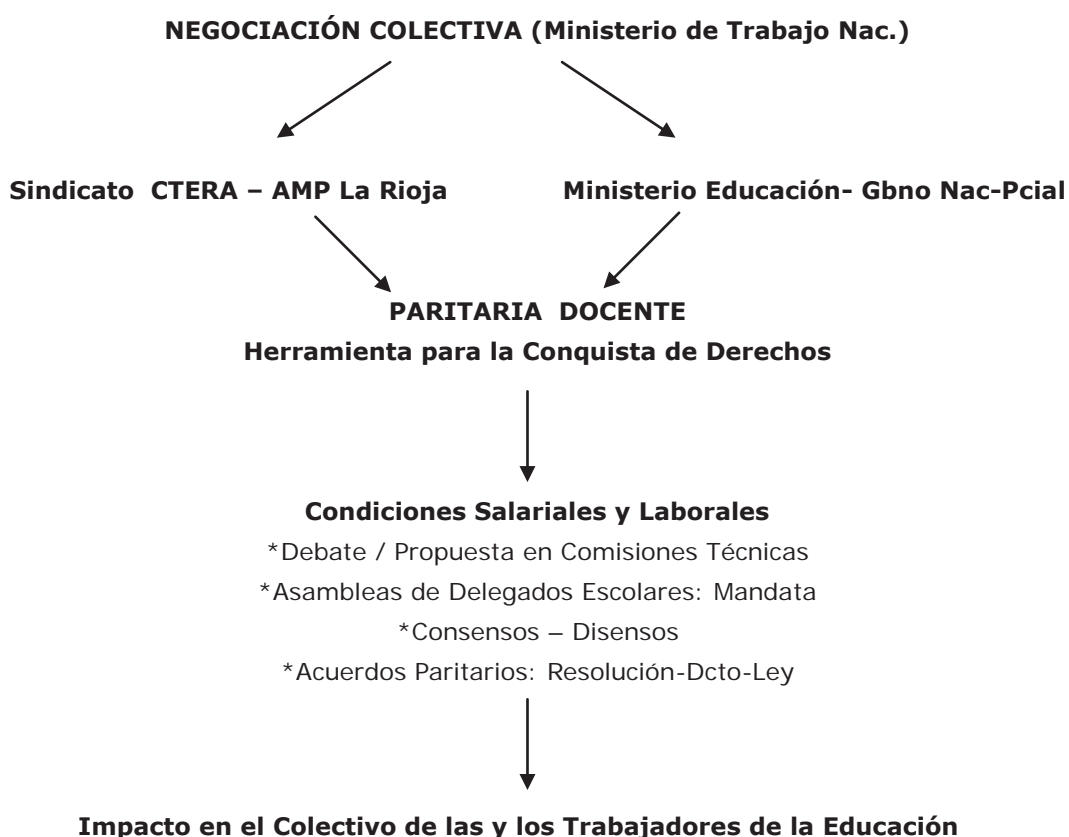 NEGOCIACIÓN COLECTIVA (Ministerio de Trabajo Nac.)
Sindicato CTERA – AMP La Rioja
Ministerio Educación- Gbno Nac-Pcial
PARITARIA DOCENTE
Herramienta para la Conquista de Derechos
Condiciones Salariales y Laborales
*Debate / Propuesta en Comisiones Técnicas
*Asambleas de Delegados Escolares: Mandata
*Consensos – Disensos
*Acuerdos Paritarios: Resolución-Dcto-Ley
Impacto en el Colectivo de las y los Trabajadores de la Educación